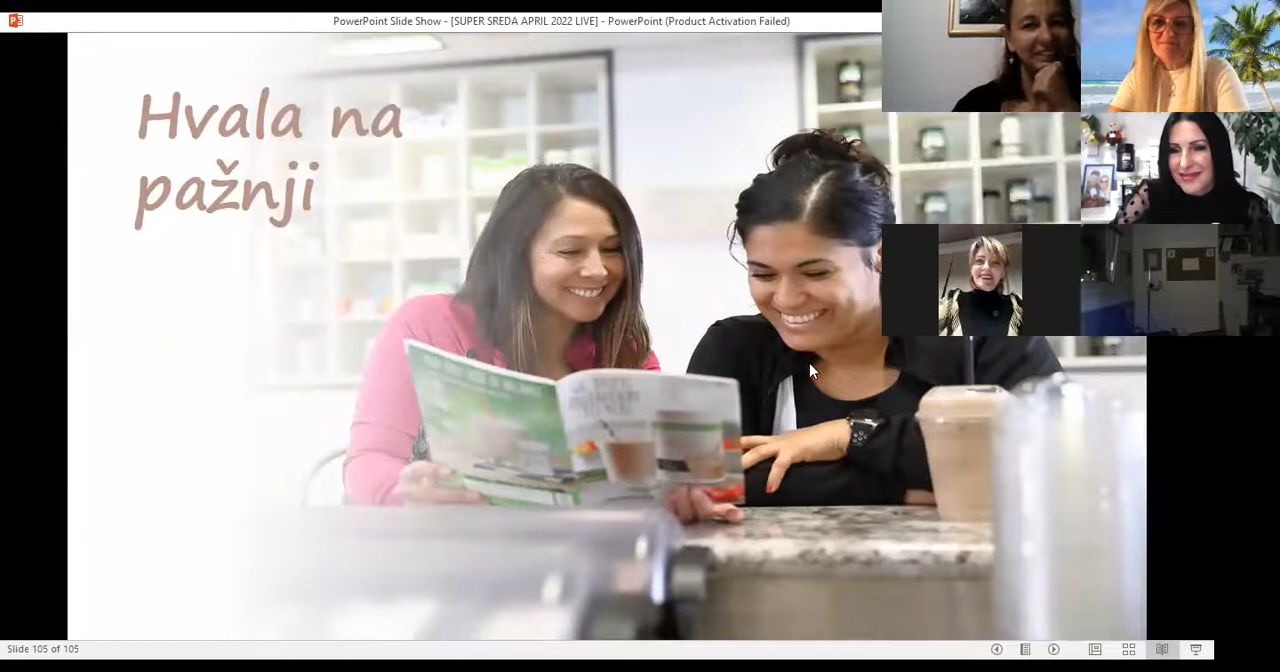 PowerPoint Slide Show - [SUPER SREDA APRIL 2022 LIVE] - PowerPoint (Product Activation Failed)
Hvala na
pažnji
Slide 105 of 105